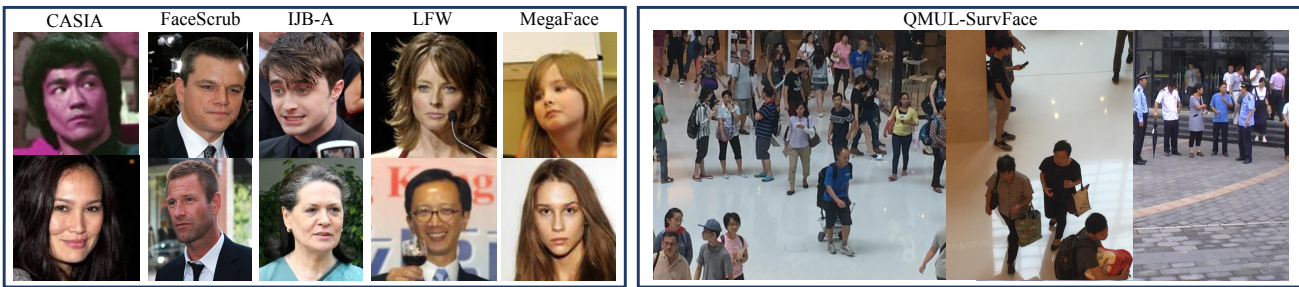 CASIA
FaceScrub
IJB-A
LFW
MegaFace
QMUL-SurvFace